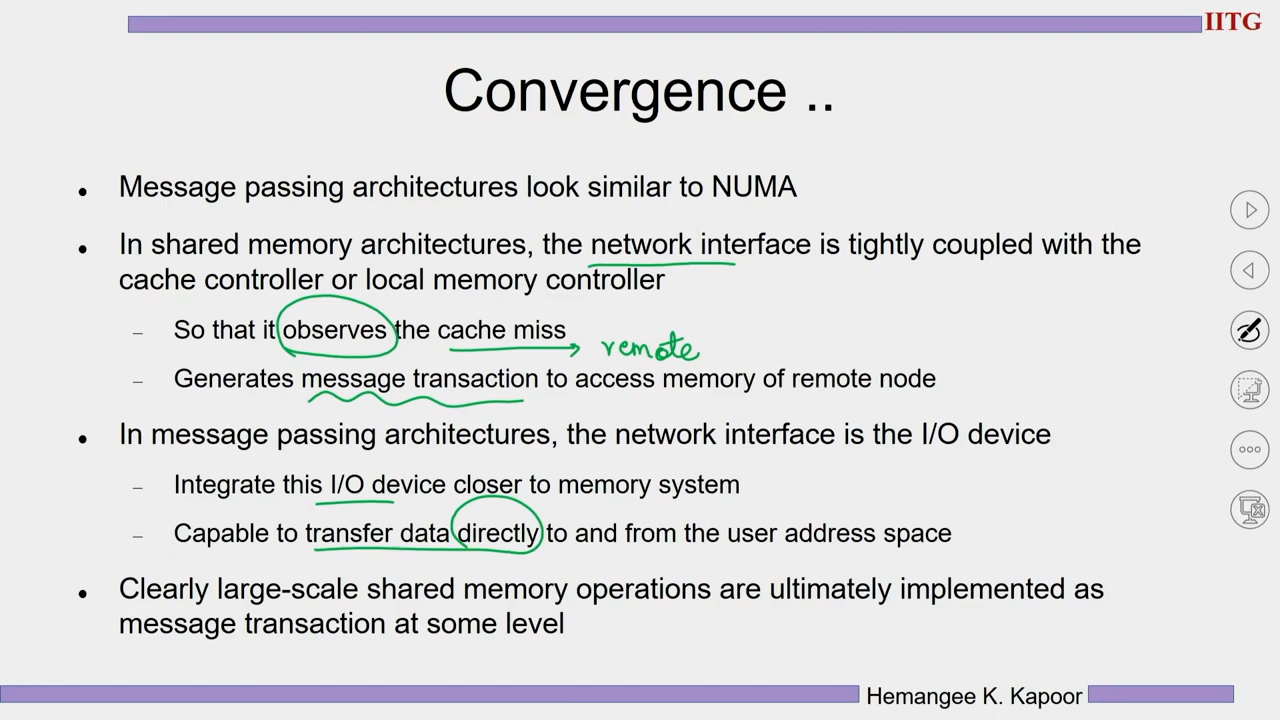 IITG
Convergence ..
• Message passing architectures look similar to NUMA
• In shared memory architectures, the network interface is tightly coupled with the
cache controller or local memory controller
– So that it observes the cache miss
remote
– Generates message transaction to access memory of remote node
• In message passing architectures, the network interface is the I/O device
– Integrate this I/O device closer to memory system
– Capable to transfer data directly to and from the user address space
• Clearly large-scale shared memory operations are ultimately implemented as
message transaction at some level
Hemangee K. Kapoor